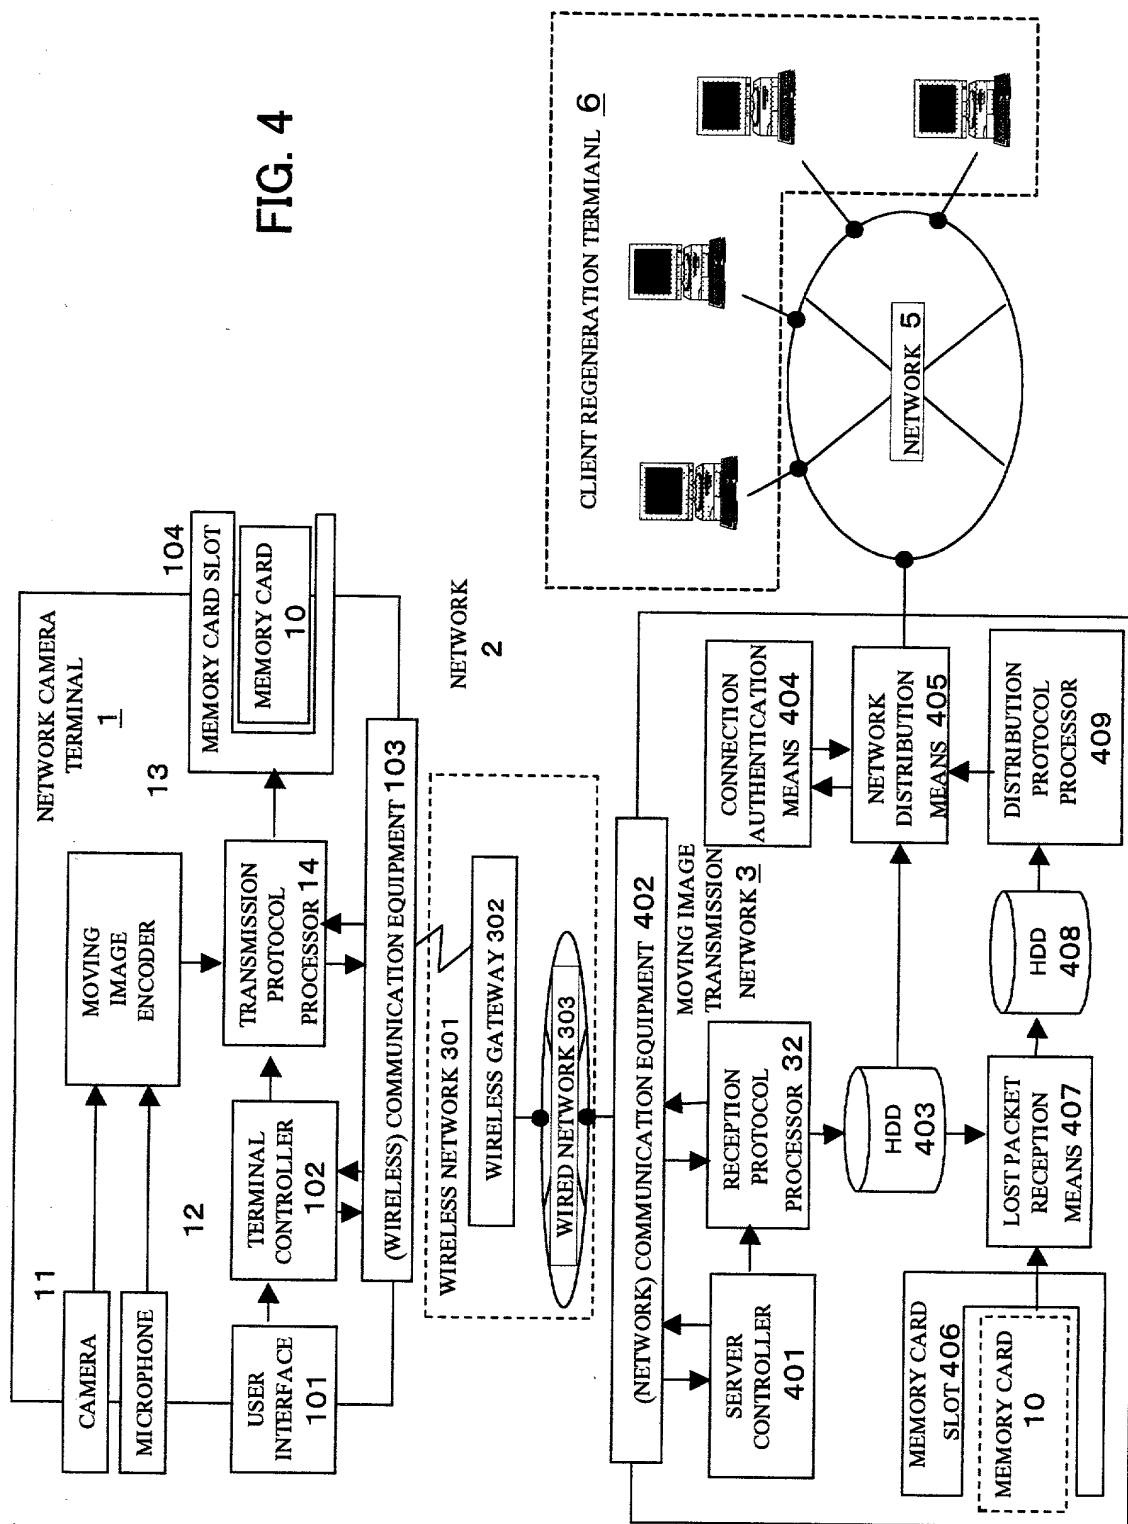 FIG. 4
NETWORK CAMERA
TERMINAL
1
11
CAMERA
MICROPHONE
12
13
MOVING
IMAGE
ENCODER
USER
INTERFACE
101
TERMINAL
CONTROLLER
102
TRANSMISSION
PROTOCOL
PROCESSOR 14
104
MEMORY CARD SLOT
MEMORY CARD
10
(WIRELESS) COMMUNICATION EQUIPMENT 103
NETWORK
2
WIRELESS NETWORK 301
WIRELESS GATEWAY 302
WIRED NETWORK 303
(NETWORK) COMMUNICATION EQUIPMENT 402
MOVING IMAGE
TRANSMISSION
NETWORK 3
SERVER
CONTROLLER
401
RECEPTION
PROTOCOL
PROCESSOR 32
CONNECTION
AUTHENTICATION
MEANS 404
HDD
403
NETWORK
DISTRIBUTION
MEANS 405
MEMORY CARD
SLOT 406
MEMORY CARD
10
LOST PACKET
RECEPTION
MEANS 407
HDD
408
DISTRIBUTION
PROTOCOL
PROCESSOR
409
CLIENT REGENERATION TERMIANL 6
NETWORK 5